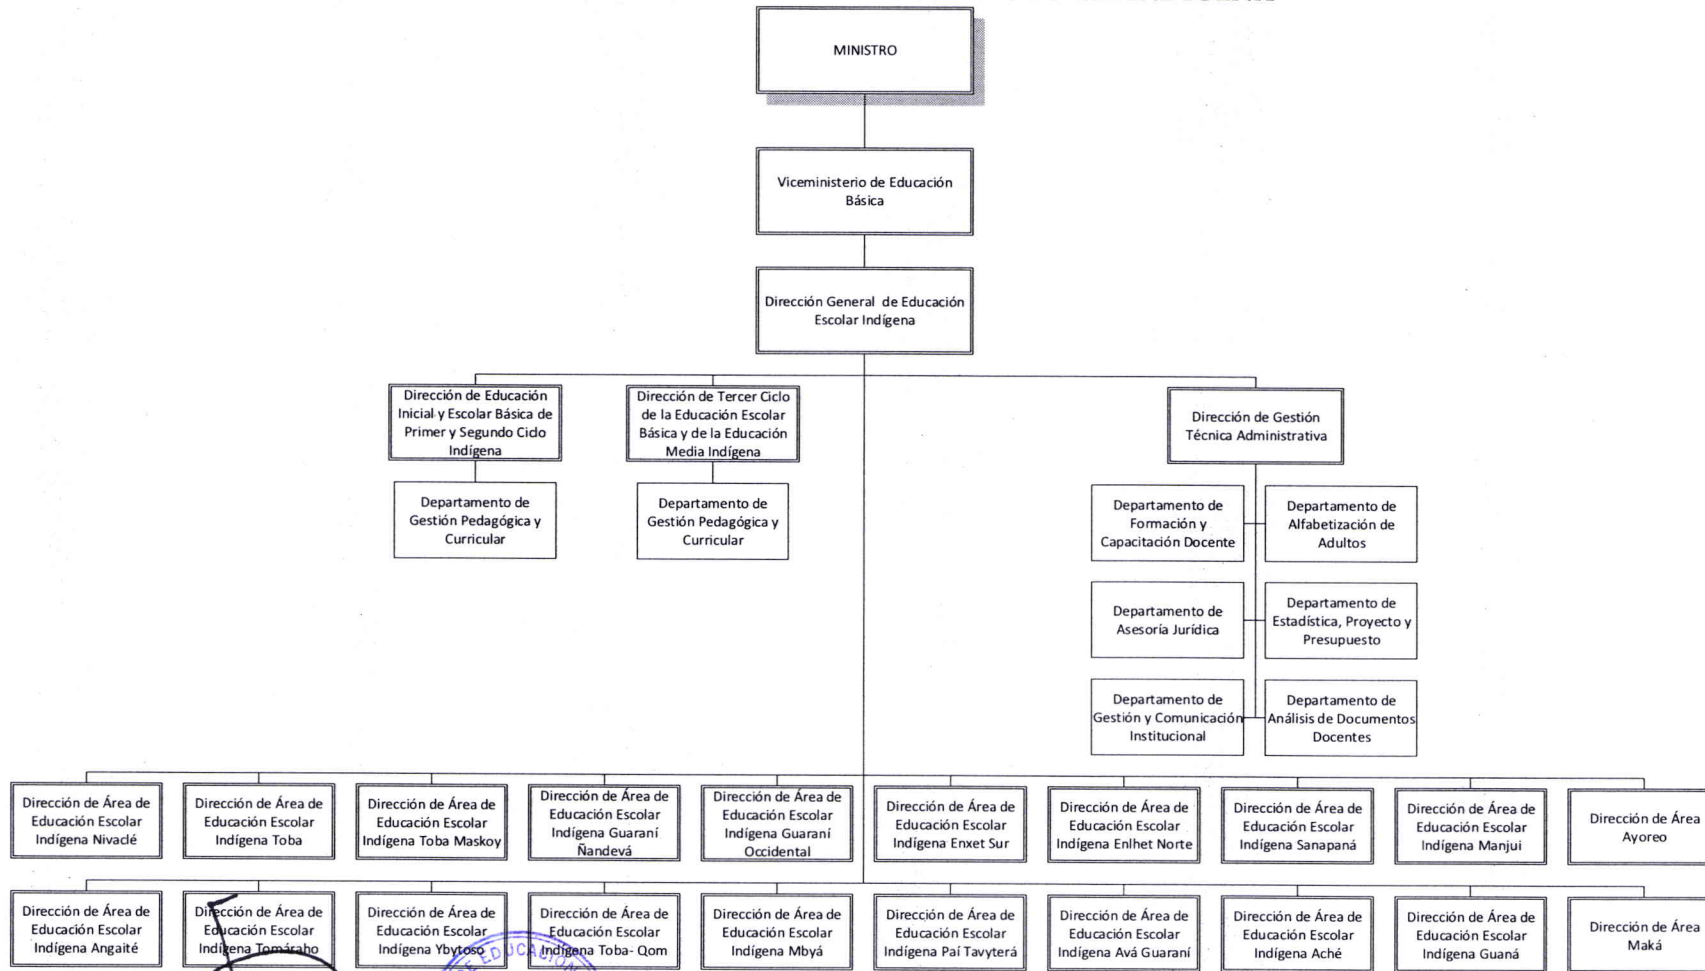 MINISTRO
Viceministerio de Educación
Básica
Dirección General de Educación
Escolar Indígena
Dirección de Educación
Inicial y Escolar Básica de
Primer y Segundo Ciclo
Indígena
Dirección de Tercer Ciclo
de la Educación Escolar
Básica y de la Educación
Media Indígena
Dirección de Gestión
Técnica Administrativa
Departamento de
Gestión Pedagógica y
Curricular
Departamento de
Gestión Pedagógica y
Curricular
Departamento de
Formación y
Capacitación Docente
Departamento de
Alfabetización de
Adultos
Departamento de
Asesoría Jurídica
Departamento de
Estadística, Proyecto y
Presupuesto
Departamento de
Gestión y Comunicación
Institucional
Departamento de
Análisis de Documentos
Docentes
Dirección de Área de
Educación Escolar
Indígena Nivaclé
Dirección de Área de
Educación Escolar
Indígena Toba
Dirección de Área de
Educación Escolar
Indígena Toba Maskoy
Dirección de Área de
Educación Escolar
Indígena Guaraní
Ñandevá
Dirección de Área de
Educación Escolar
Indígena Guaraní
Occidental
Dirección de Área de
Educación Escolar
Indígena Enxet Sur
Dirección de Área de
Educación Escolar
Indígena Enlhet Norte
Dirección de Área de
Educación Escolar
Indígena Sanapaná
Dirección de Área de
Educación Escolar
Indígena Manjui
Dirección de Área
Ayoreo
Dirección de Área de
Educación Escolar
Indígena Angaité
Dirección de Área de
Educación Escolar
Indígena Tomáraho
Dirección de Área de
Educación Escolar
Indígena Ybytoso
Dirección de Área de
Educación Escolar
Indígena Toba- Qom
Dirección de Área de
Educación Escolar
Indígena Mbyá
Dirección de Área de
Educación Escolar
Indígena Paí Tavyterá
Dirección de Área de
Educación Escolar
Indígena Avá Guaraní
Dirección de Área de
Educación Escolar
Indígena Aché
Dirección de Área de
Educación Escolar
Indígena Guaná
Dirección de Área
Maká
DE EDUCACIÓN